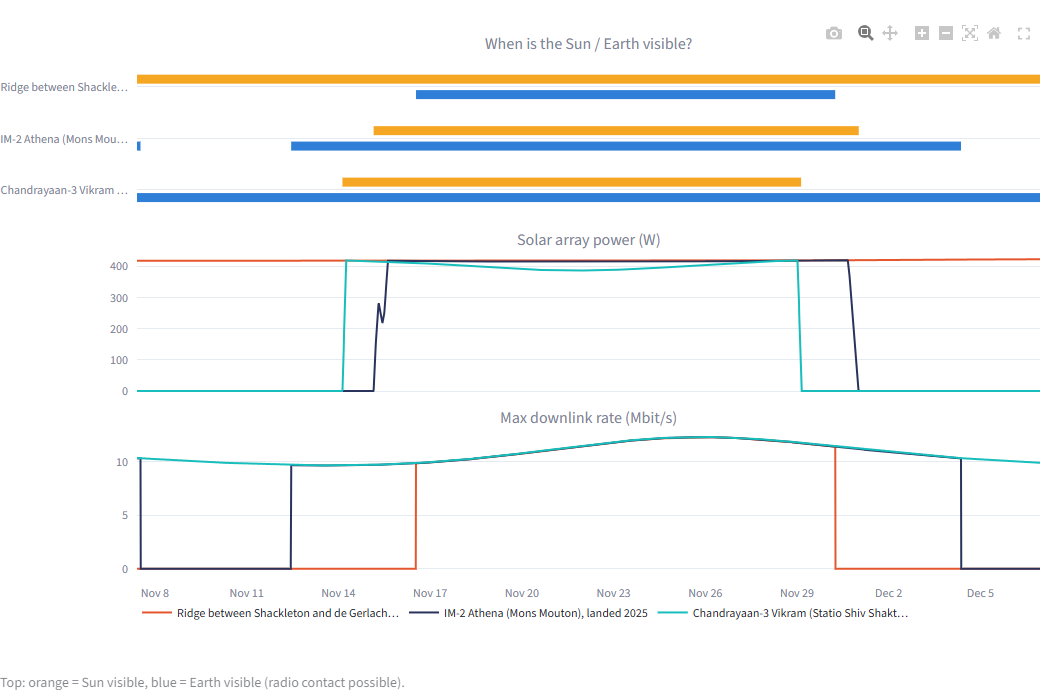 When is the Sun / Earth visible?
Ridge between Shackle…
IM-2 Athena (Mons Mou…
Chandrayaan-3 Vikram …
Solar array power (W)
400
300
200
100
0
Max downlink rate (Mbit/s)
10
5
0
Nov 8 Nov 11 Nov 14 Nov 17 Nov 20 Nov 23 Nov 26 Nov 29 Dec 2 Dec 5
Ridge between Shackleton and de Gerlach… IM-2 Athena (Mons Mouton), landed 2025 Chandrayaan-3 Vikram (Statio Shiv Shakt…
Top: orange = Sun visible, blue = Earth visible (radio contact possible).